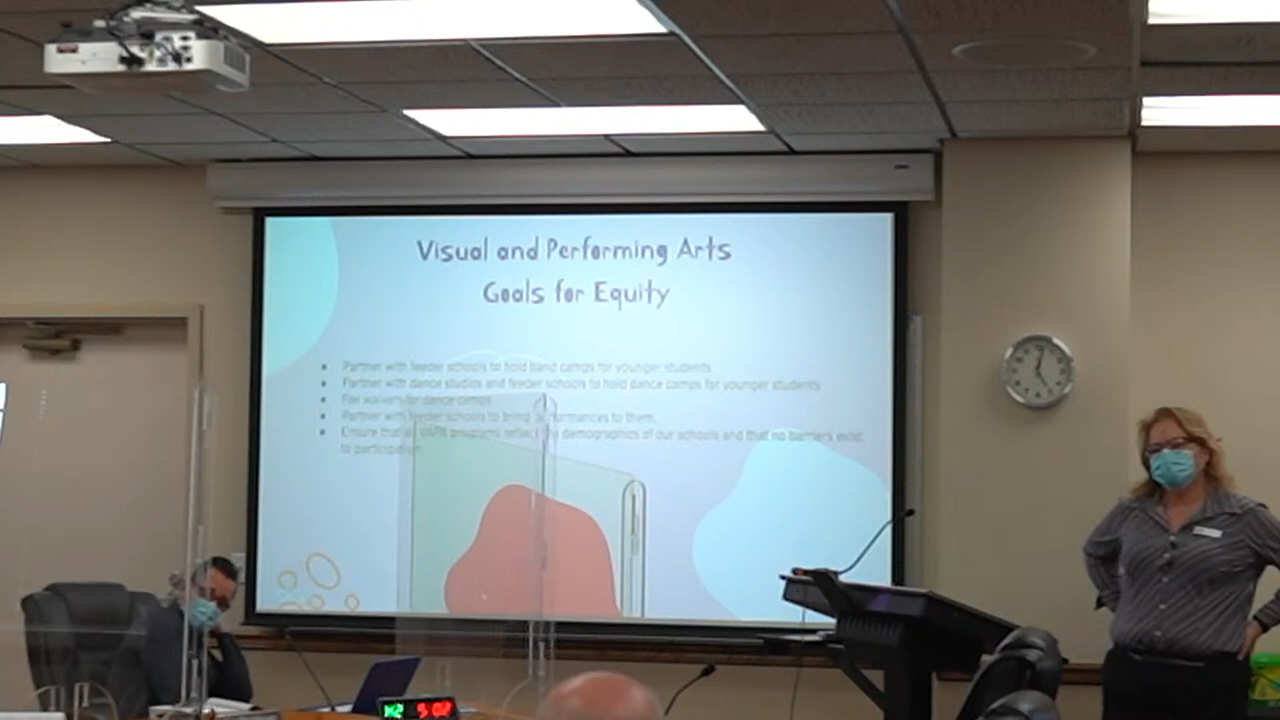 Visual and Performing Arts
Goals for Equity
Partner with feeder schools to hold band camps for younger students
Partner with dance studios and feeder schools to hold dance camps for younger students
Fee waivers for dance camps
Partner with feeder schools to bring performances to them.
Ensure that all VAPA programs reflect the demographics of our schools and that no barriers exist
to participation
5:02